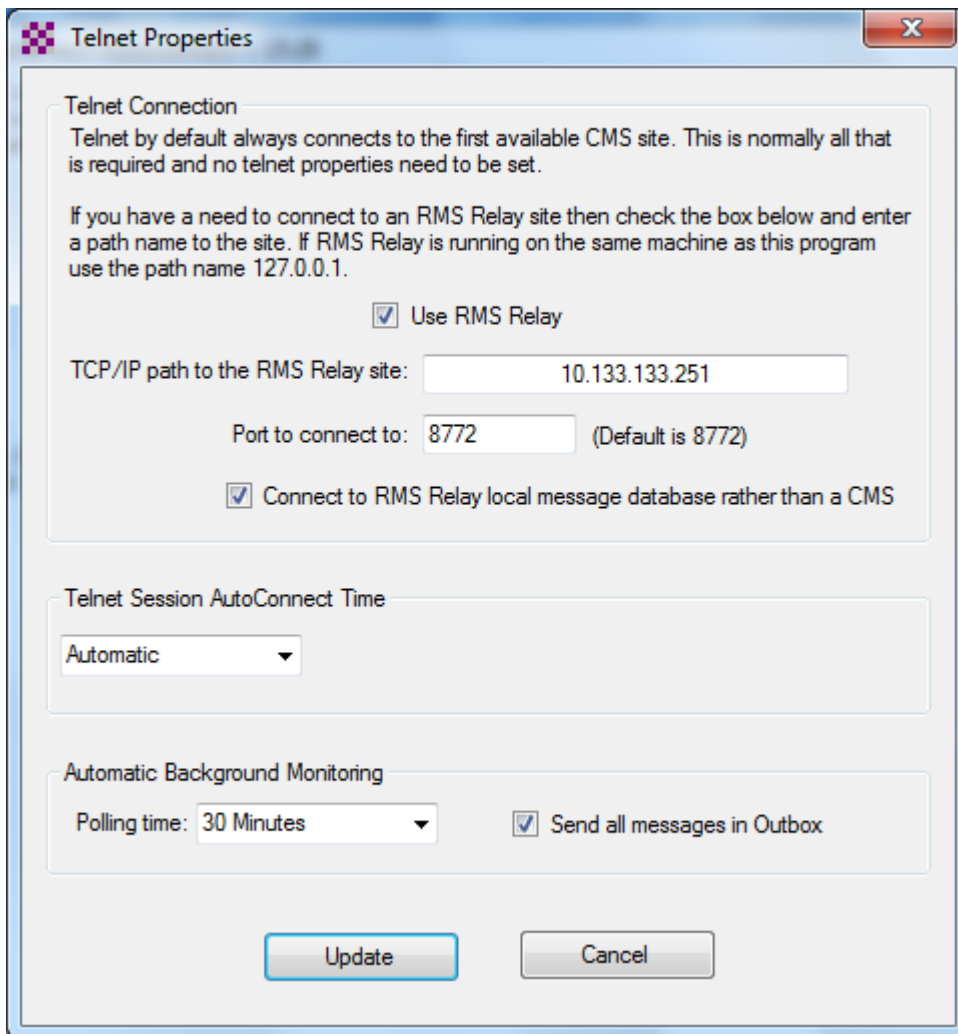 Telnet Properties
Telnet Connection
Telnet by default always connects to the first available CMS site. This is normally all that
is required and no telnet properties need to be set.
If you have a need to connect to an RMS Relay site then check the box below and enter
a path name to the site. If RMS Relay is running on the same machine as this program
use the path name 127.0.0.1.
Use RMS Relay
TCP/IP path to the RMS Relay site: 10.133.133.251
Port to connect to: 8772 (Default is 8772)
Connect to RMS Relay local message database rather than a CMS
Telnet Session AutoConnect Time
Automatic
Automatic Background Monitoring
Polling time: 30 Minutes Send all messages in Outbox
Update Cancel